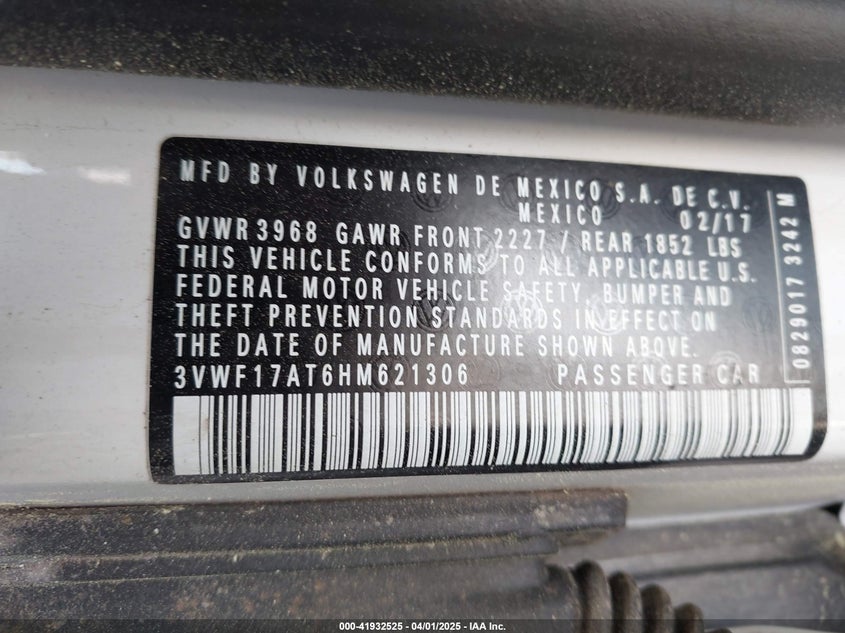 MFD BY VOLKSWAGEN DE MEXICO S.A. DE C.V.
MEXICO 02/17
GVWR 3968 GAWR FRONT 2227 / REAR 1852 LBS
THIS VEHICLE CONFORMS TO ALL APPLICABLE U.S.
FEDERAL MOTOR VEHICLE SAFETY, BUMPER AND
THEFT PREVENTION STANDARDS IN EFFECT ON
THE DATE OF MANUFACTURE SHOWN ABOVE.
3VWF17AT6HM621306 PASSENGER CAR
0829017 3242 M
000-41932525 - 04/01/2025 - IAA Inc.